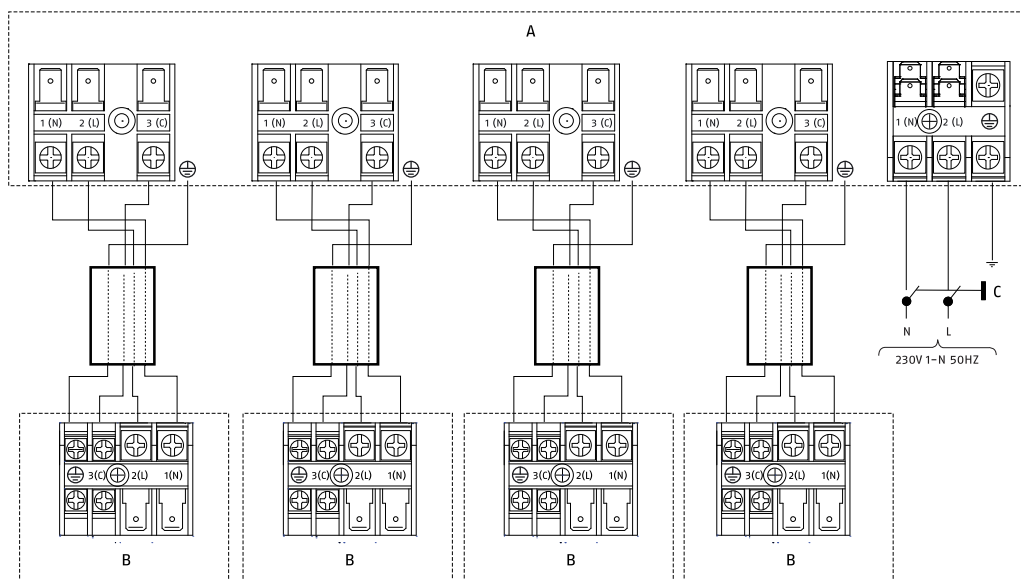 A
1 (N) 2 (L) 3 (C)
1 (N) 2 (L) 3 (C)
1 (N) 2 (L) 3 (C)
1 (N) 2 (L) 3 (C)
1 (N) 2 (L)
C
N L
230V 1~N 50HZ
3(C) 2(L) 1(N)
3(C) 2(L) 1(N)
3(C) 2(L) 1(N)
3(C) 2(L) 1(N)
B
B
B
B